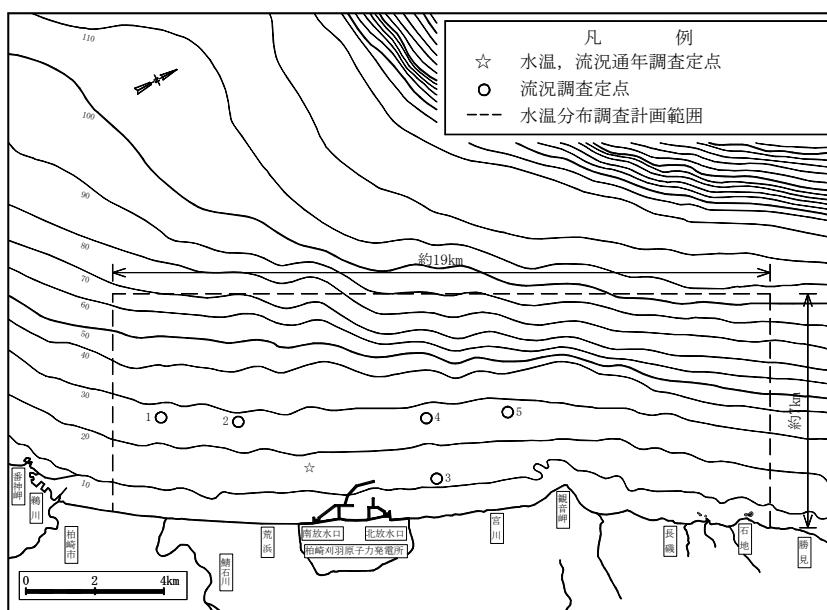 凡 例
水温，流況通年調査定点
流況調査定点
水温分布調査計画範囲
110
100
90
80
70
60
50
40
30
20
10
約19km
約7km
1
2
3
4
5
番神岬
鵜川
柏崎市
鯖石川
荒浜
南放水口
北放水口
柏崎刈羽原子力発電所
宮川
観音岬
長磯
石地
勝見
0 2 4km